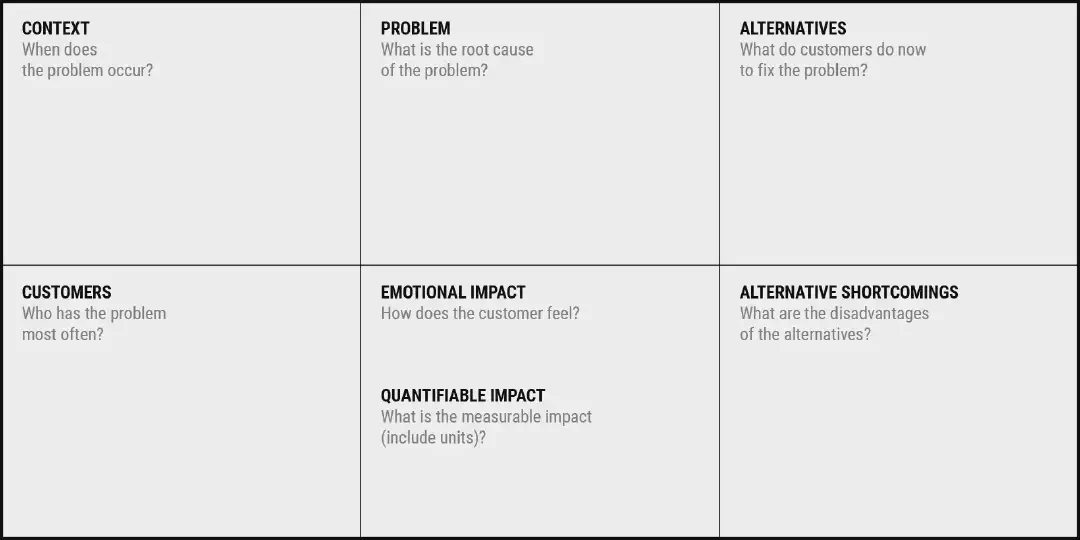 CONTEXT
When does
the problem occur?
PROBLEM
What is the root cause
of the problem?
ALTERNATIVES
What do customers do now
to fix the problem?
CUSTOMERS
Who has the problem
most often?
EMOTIONAL IMPACT
How does the customer feel?
QUANTIFIABLE IMPACT
What is the measurable impact
(include units)?
ALTERNATIVE SHORTCOMINGS
What are the disadvantages
of the alternatives?